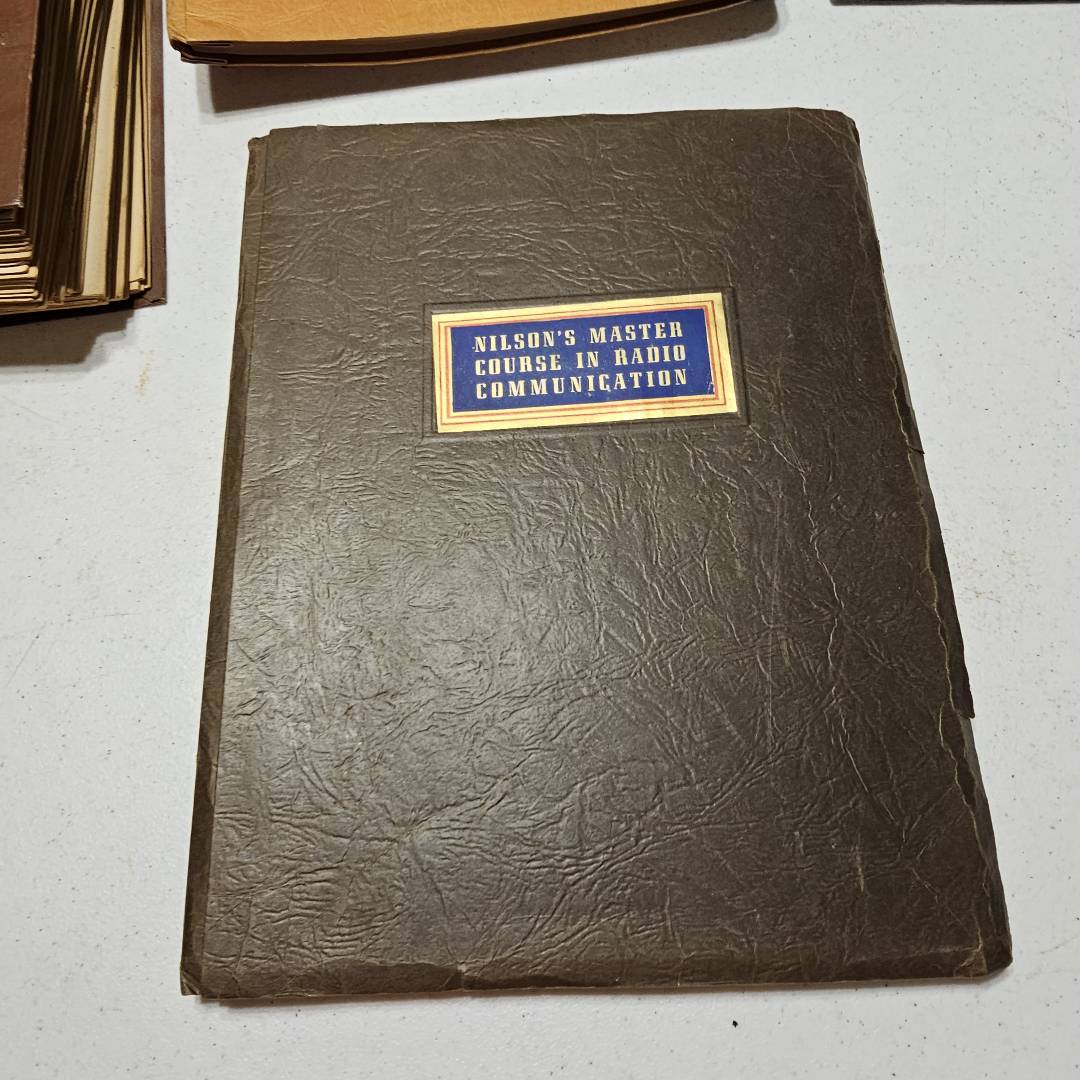 NILSON'S MASTER
COURSE IN RADIO
COMMUNICATION